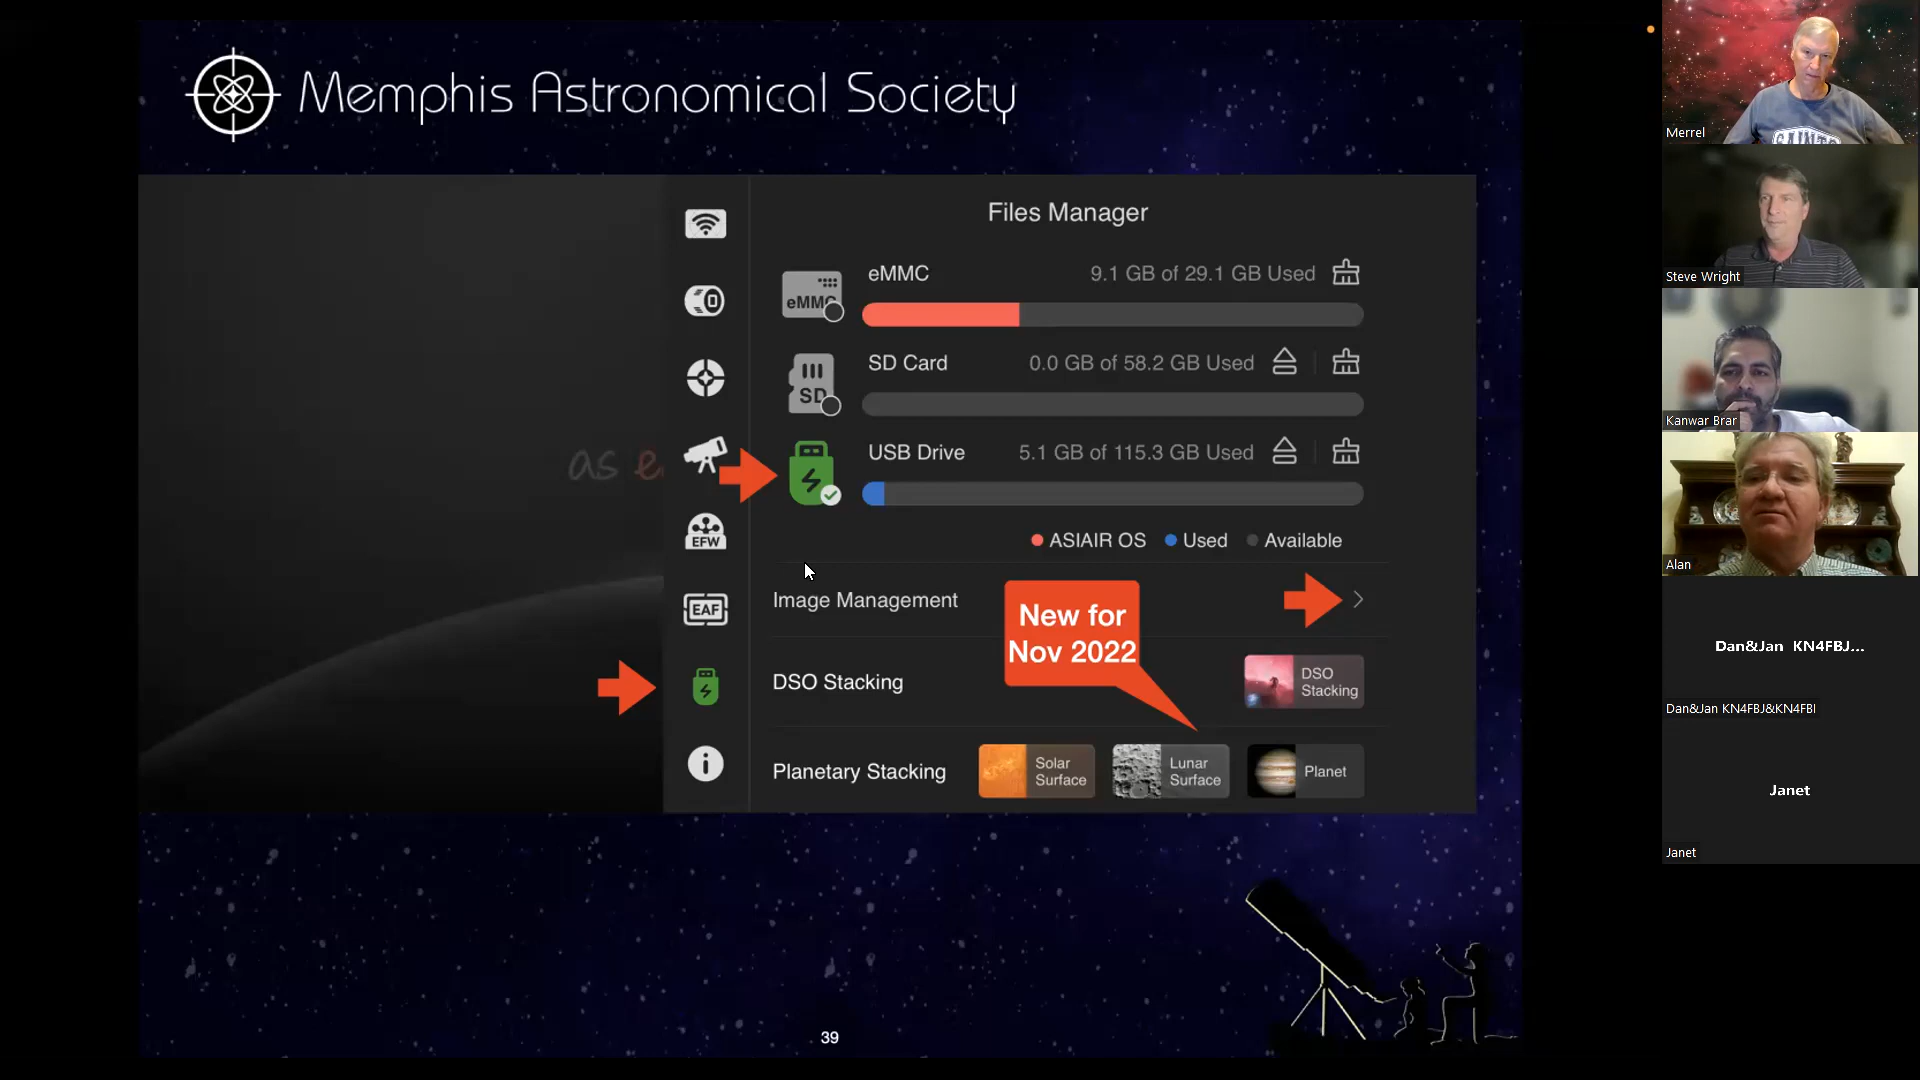 Memphis Astronomical Society
Files Manager
eMMC
eMMC 9.1 GB of 29.1 GB Used
SD
SD Card 0.0 GB of 58.2 GB Used
USB Drive 5.1 GB of 115.3 GB Used
as e
ASIAIR OS Used Available
EFW
EAF
Image Management
New for
Nov 2022
DSO Stacking
DSO
Stacking
Planetary Stacking
Solar
Surface
Lunar
Surface
Planet
39
Merrel
Steve Wright
Kanwar Brar
Alan
Dan&Jan KN4FBJ...
Dan&Jan KN4FBJ&KN4FBI
Janet
Janet